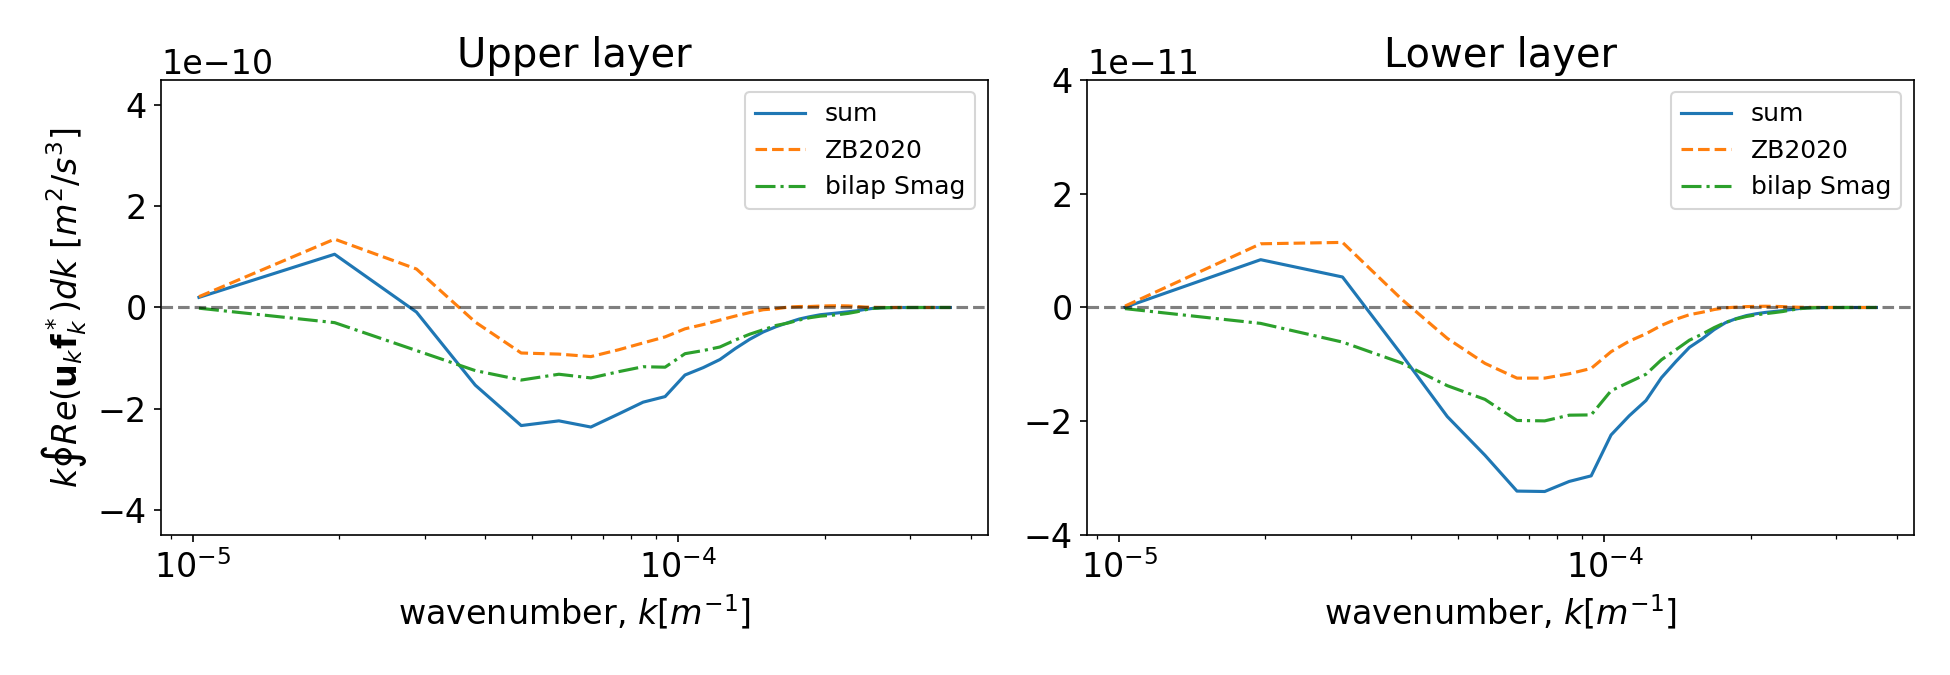 Upper layer
1e−10
4
2
0
−2
−4
k∮Re(u_k f_k^*)dk [m^2/s^3]
10^{−5}
10^{−4}
wavenumber, k[m^{−1}]
sum
ZB2020
bilap Smag
Lower layer
1e−11
4
2
0
−2
−4
10^{−5}
10^{−4}
wavenumber, k[m^{−1}]
sum
ZB2020
bilap Smag